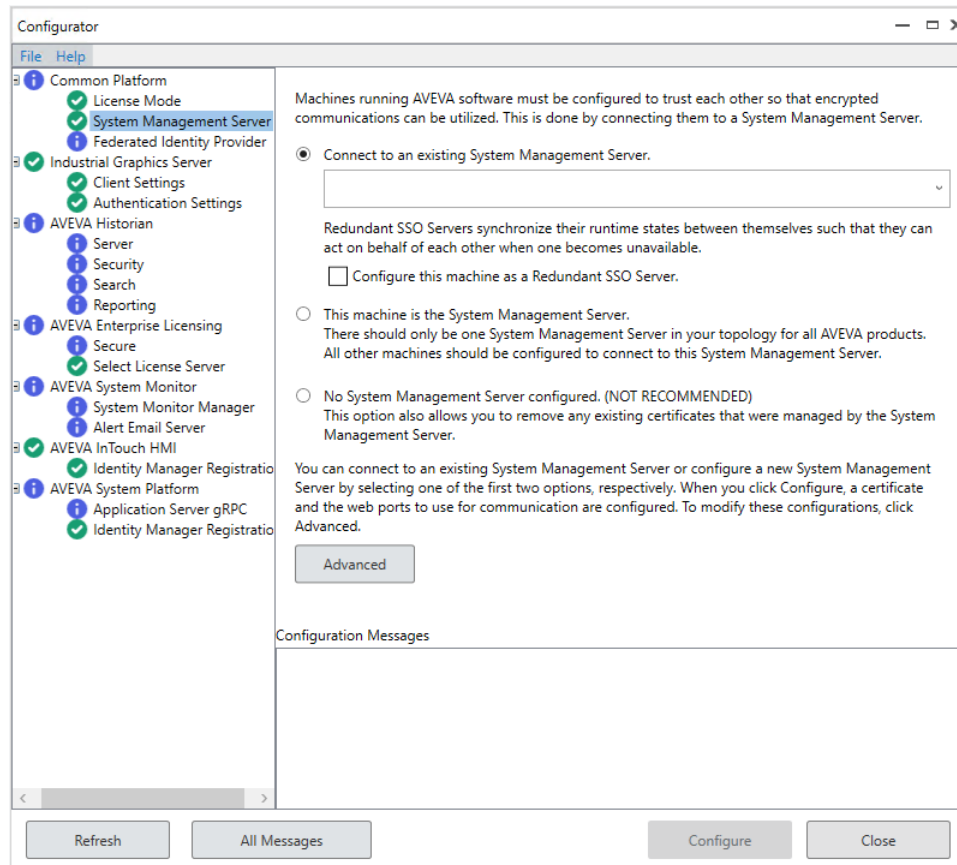 Configurator
File Help
Common Platform
License Mode
System Management Server
Federated Identity Provider
Industrial Graphics Server
Client Settings
Authentication Settings
AVEVA Historian
Server
Security
Search
Reporting
AVEVA Enterprise Licensing
Secure
Select License Server
AVEVA System Monitor
System Monitor Manager
Alert Email Server
AVEVA InTouch HMI
Identity Manager Registratio
AVEVA System Platform
Application Server gRPC
Identity Manager Registratio
Machines running AVEVA software must be configured to trust each other so that encrypted
communications can be utilized. This is done by connecting them to a System Management Server.
Connect to an existing System Management Server.
Redundant SSO Servers synchronize their runtime states between themselves such that they can
act on behalf of each other when one becomes unavailable.
Configure this machine as a Redundant SSO Server.
This machine is the System Management Server.
There should only be one System Management Server in your topology for all AVEVA products.
All other machines should be configured to connect to this System Management Server.
No System Management Server configured. (NOT RECOMMENDED)
This option also allows you to remove any existing certificates that were managed by the System
Management Server.
You can connect to an existing System Management Server or configure a new System Management
Server by selecting one of the first two options, respectively. When you click Configure, a certificate
and the web ports to use for communication are configured. To modify these configurations, click
Advanced.
Advanced
Configuration Messages
Refresh
All Messages
Configure
Close